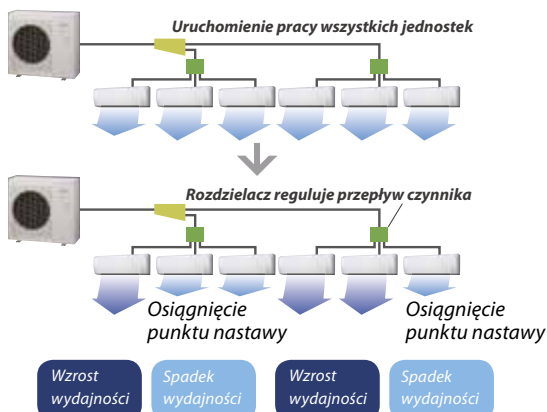 Uruchomienie pracy wszystkich jednostek
Rozdzielacz reguluje przepływ czynnika
Osiągnięcie
punktu nastawy
Osiągnięcie
punktu nastawy
Wzrost
wydajności
Spadek
wydajności
Wzrost
wydajności
Spadek
wydajności